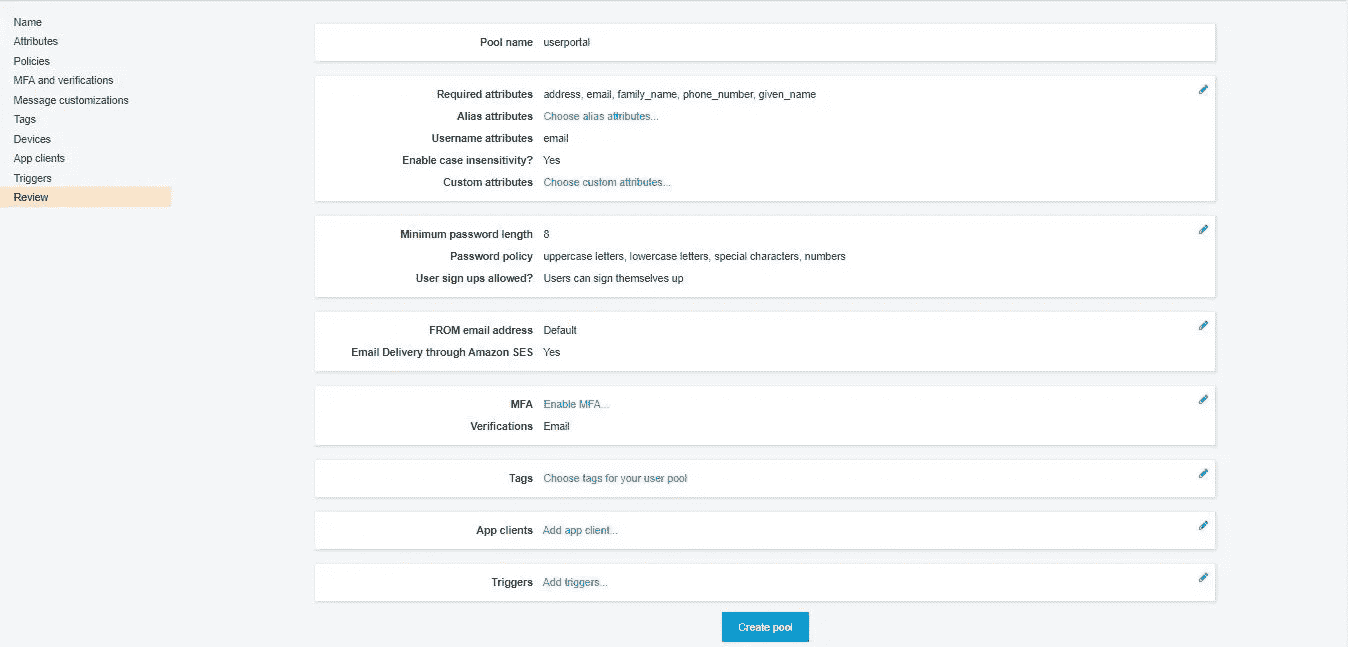 Name
Attributes
Policies
MFA and verifications
Message customizations
Tags
Devices
App clients
Triggers
Review
Pool name userportal
Required attributes address, email, family_name, phone_number, given_name
Alias attributes Choose alias attributes...
Username attributes email
Enable case insensitivity? Yes
Custom attributes Choose custom attributes...
Minimum password length 8
Password policy uppercase letters, lowercase letters, special characters, numbers
User sign ups allowed? Users can sign themselves up
FROM email address Default
Email Delivery through Amazon SES Yes
MFA Enable MFA...
Verifications Email
Tags Choose tags for your user pool
App clients Add app client...
Triggers Add triggers...
Create pool